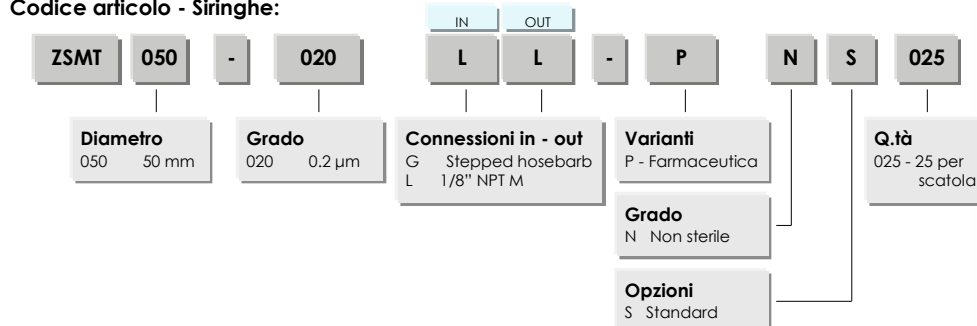 Codice articolo - Siringhe:
IN OUT
ZSMT 050 - 020 L L - P N S 025
Diametro
050 50 mm
Grado
020 0.2 µm
Connessioni in - out
G Stepped hosebarb
L 1/8” NPT M
Varianti
P - Farmaceutica
Q.tà
025 - 25 per
scatola
Grado
N Non sterile
Opzioni
S Standard